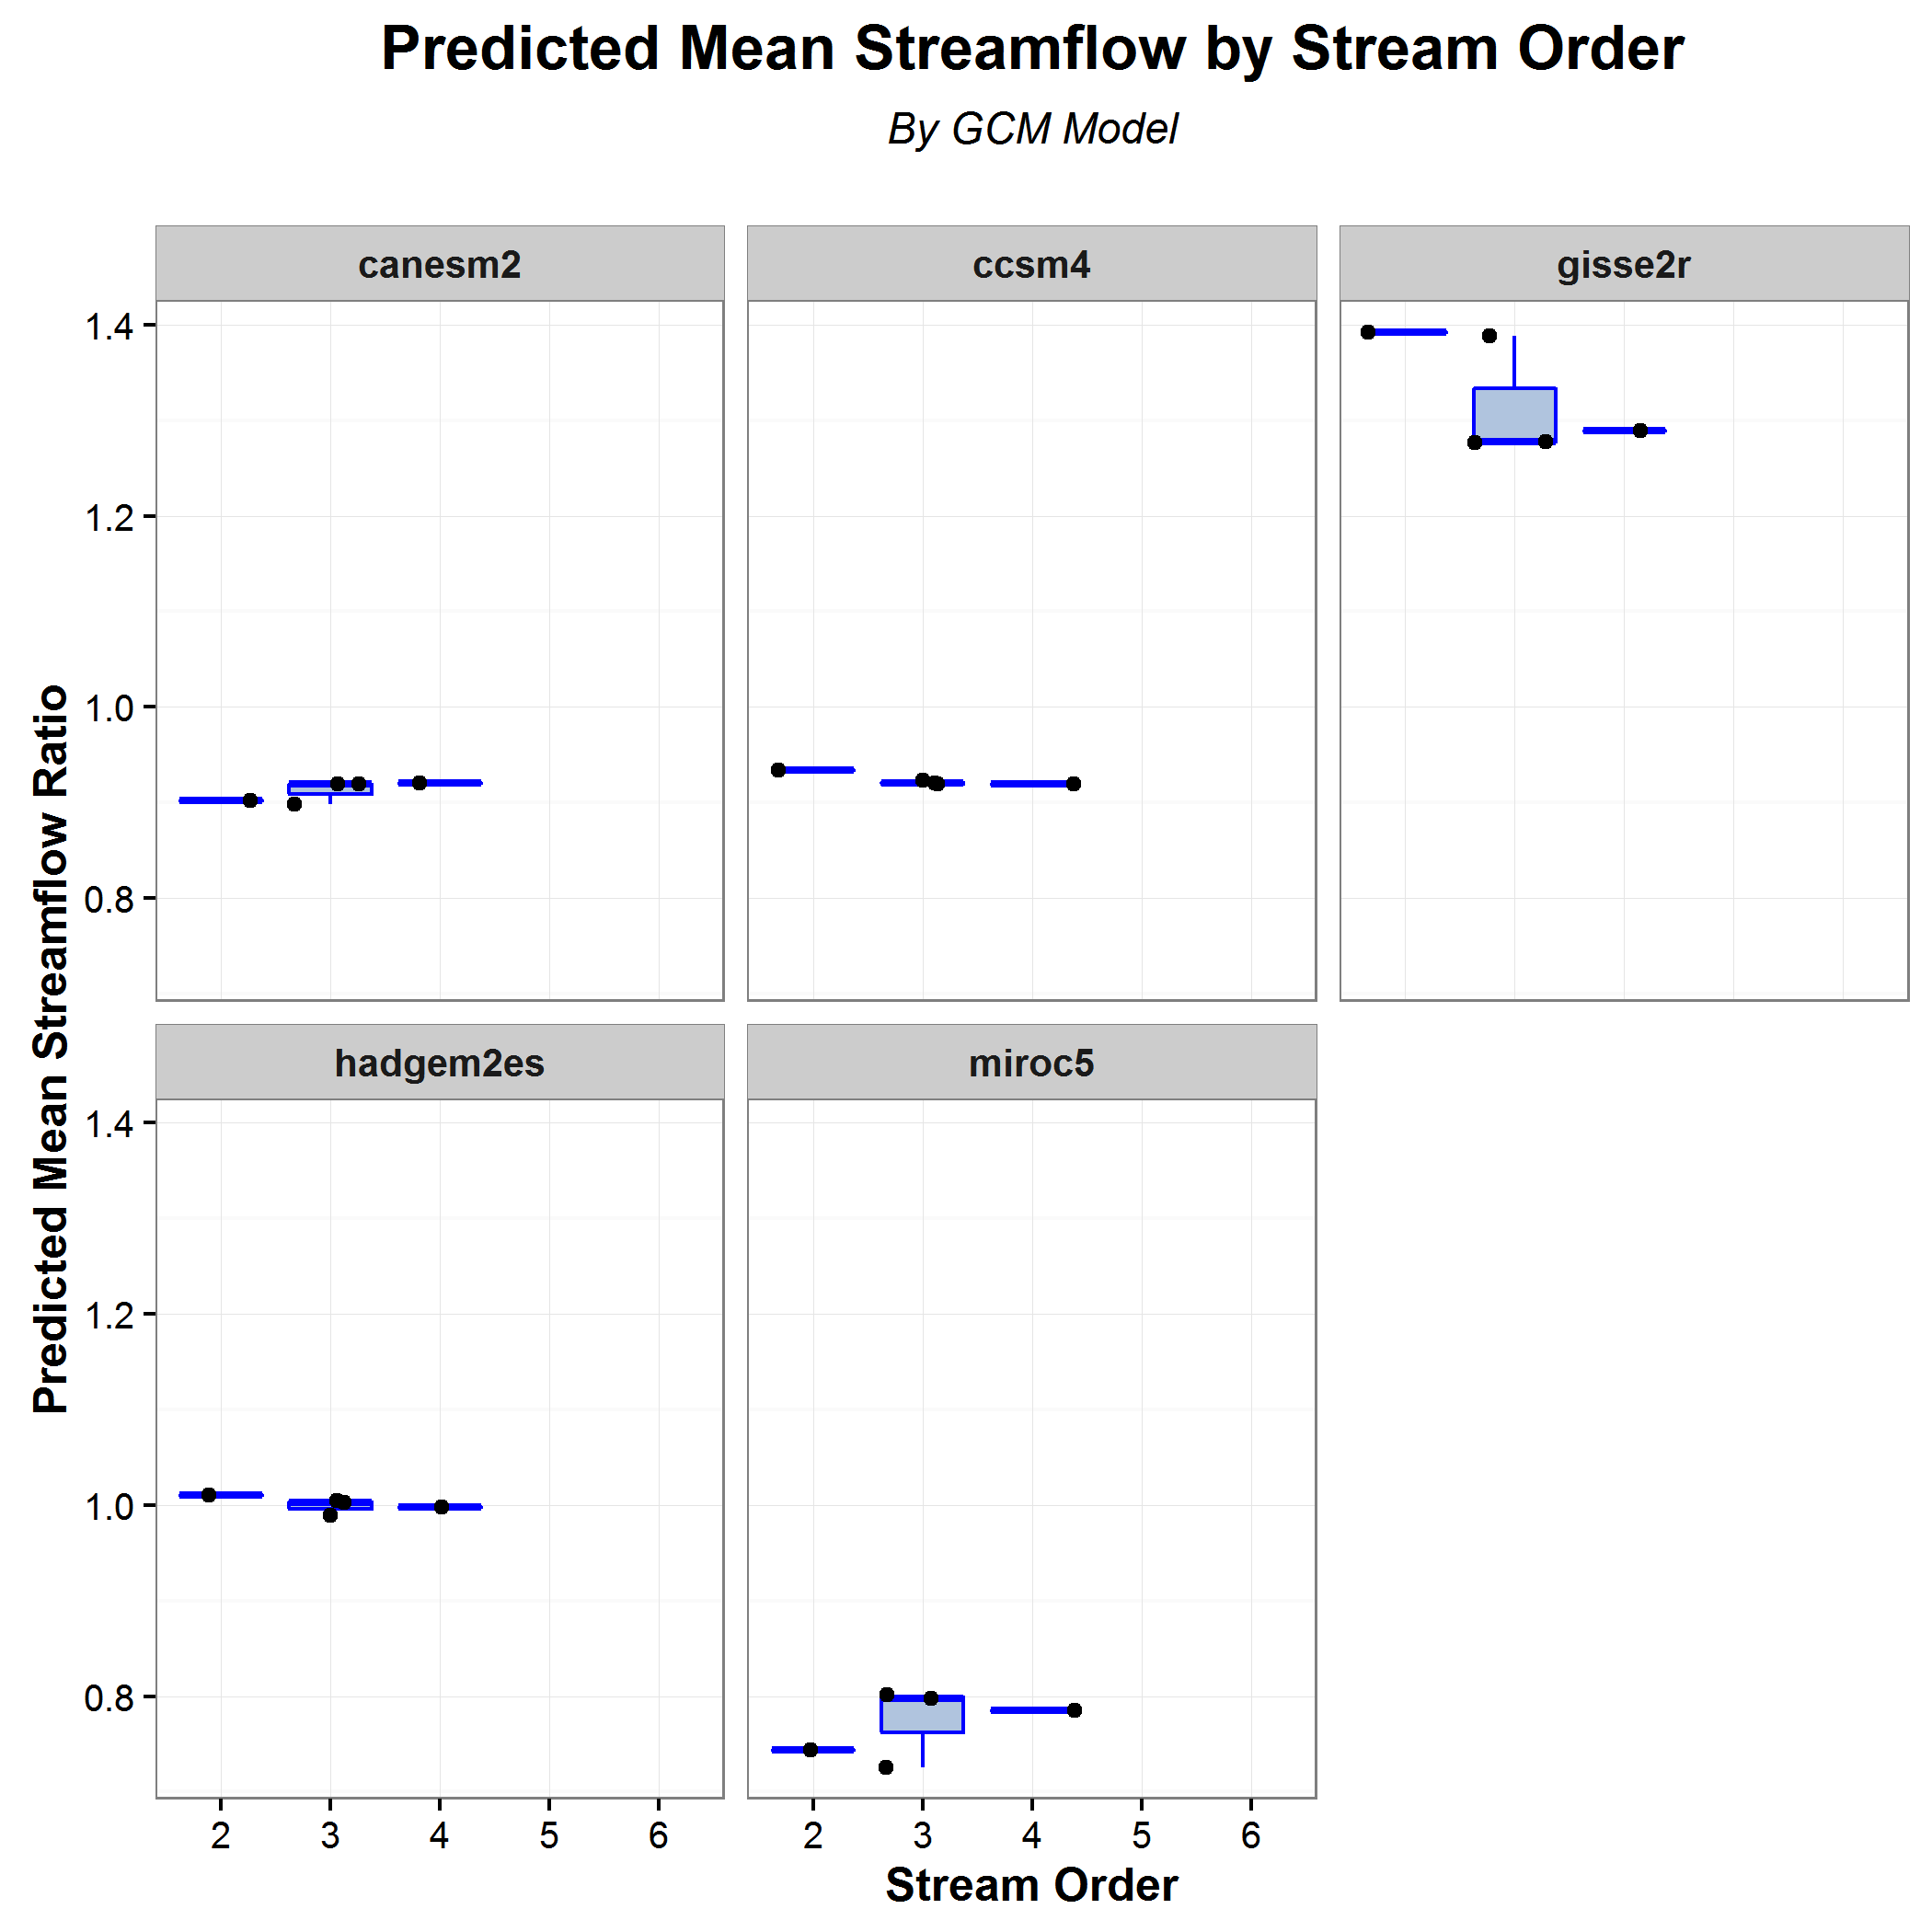 Predicted Mean Streamflow by Stream Order
By GCM Model
canesm2
ccsm4
gisse2r
1.4
1.2
1.0
0.8
hadgem2es
miroc5
1.4
1.2
1.0
0.8
2 3 4 5 6
2 3 4 5 6
Stream Order
Predicted Mean Streamflow Ratio